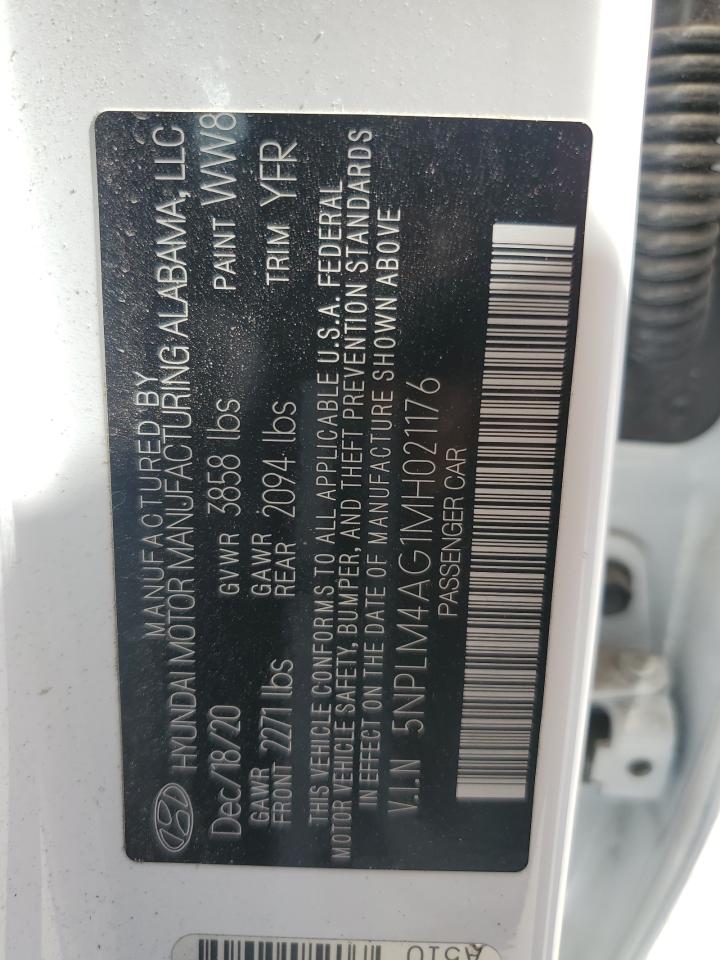 MANUFACTURED BY
HYUNDAI MOTOR MANUFACTURING ALABAMA, LLC
Dec/18/20 GVWR 3858 lbs PAINT WW8
GAWR FRONT 2271 lbs GAWR REAR 2094 lbs TRIM YFR
THIS VEHICLE CONFORMS TO ALL APPLICABLE U.S.A. FEDERAL
MOTOR VEHICLE SAFETY, BUMPER, AND THEFT PREVENTION STANDARDS
IN EFFECT ON THE DATE OF MANUFACTURE SHOWN ABOVE
V.I.N 5NPLM4AG1MH021176
PASSENGER CAR
A510